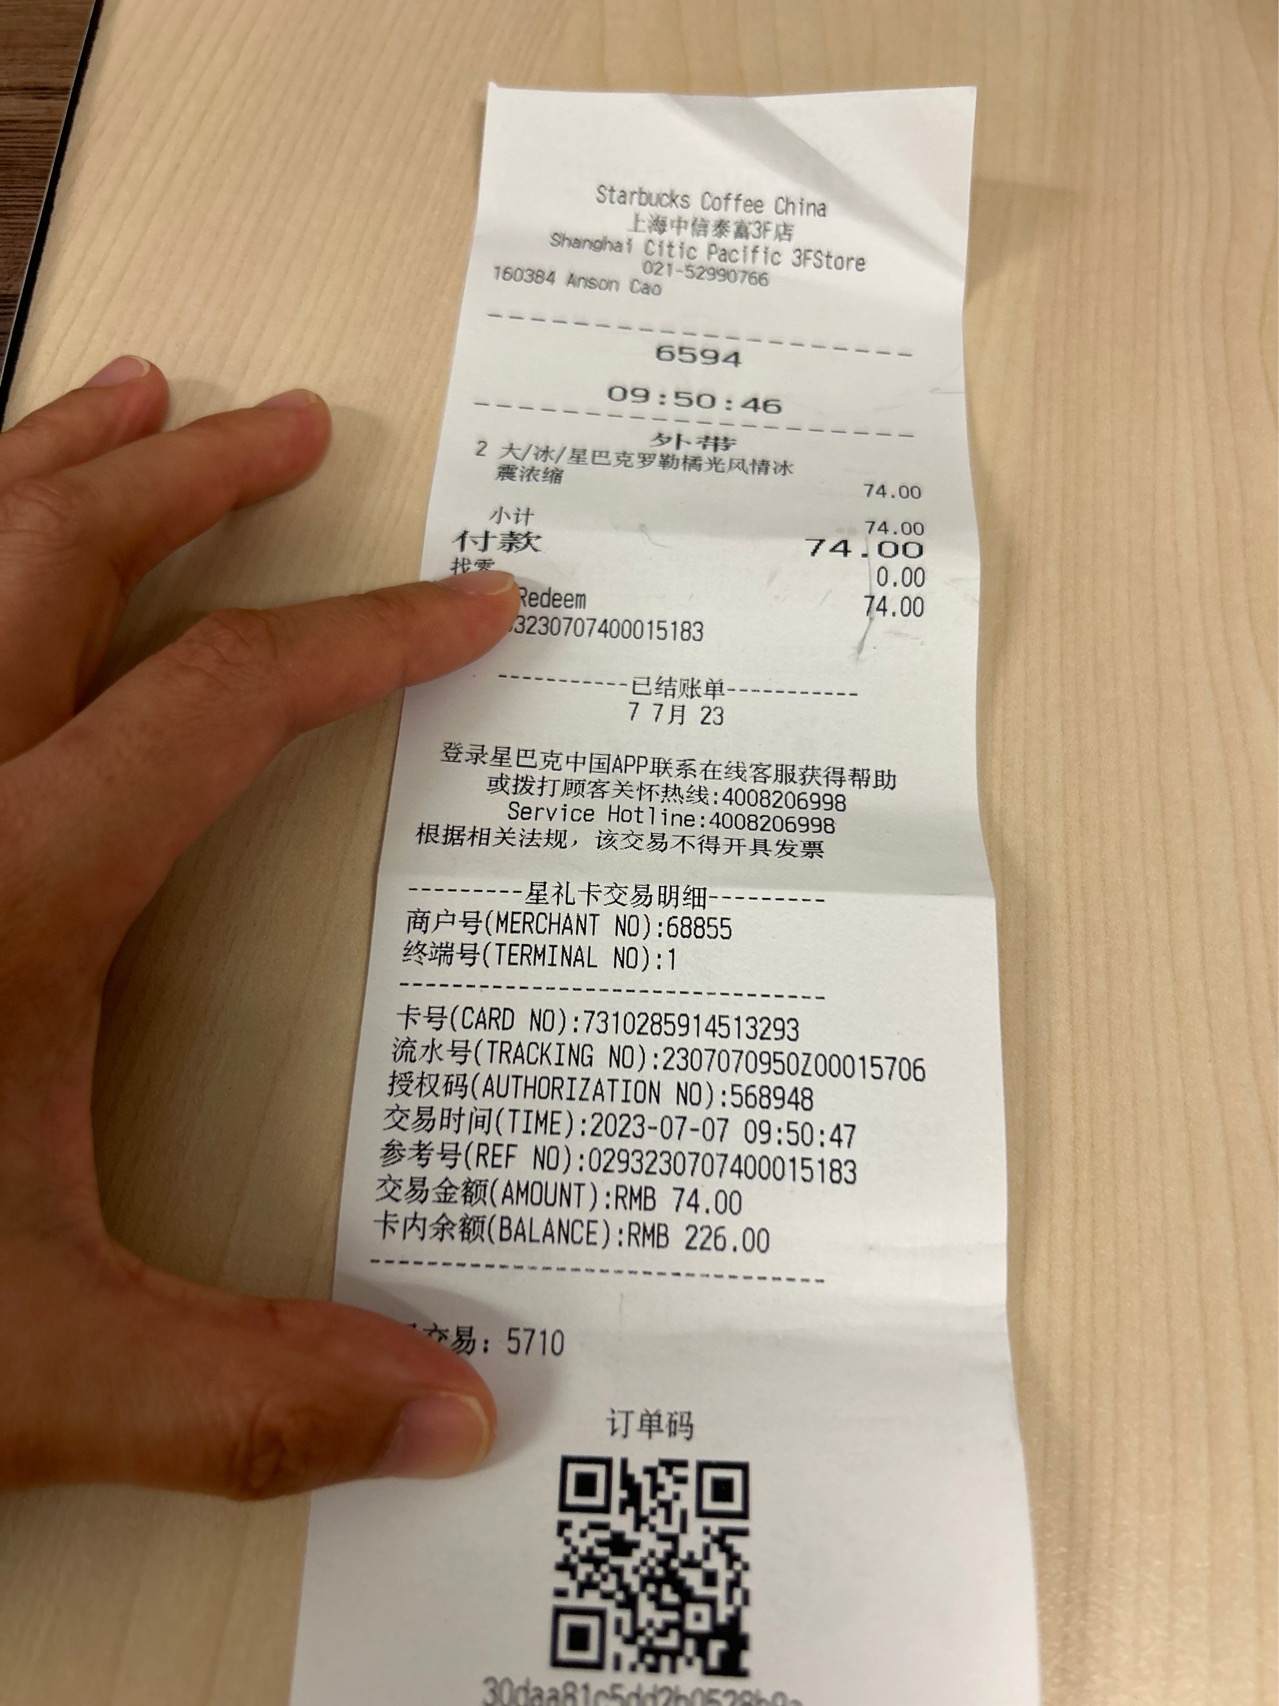 Starbucks Coffee China
上海中信泰富3F店
Shanghai Citic Pacific 3FStore
021-52990766
160384 Anson Cao
6594
09:50:46
外带
2 大/冰/星巴克罗勒橘光风情冰 
震浓缩 74.00
小计 74.00
付款 74.00
找零 0.00
Redeem 74.00
3230707400015183
-----------已结账单-----------
7 7月 23
登录星巴克中国APP联系在线客服获得帮助
或拨打顾客关怀热线:4008206998
Service Hotline:4008206998
根据相关法规，该交易不得开具发票
---------星礼卡交易明细---------
商户号(MERCHANT NO):68855
终端号(TERMINAL NO):1
卡号(CARD NO):7310285914513293
流水号(TRACKING NO):2307070950Z00015706
授权码(AUTHORIZATION NO):568948
交易时间(TIME):2023-07-07 09:50:47
参考号(REF NO):0293230707400015183
交易金额(AMOUNT):RMB 74.00
卡内余额(BALANCE):RMB 226.00
交易: 5710
订单码